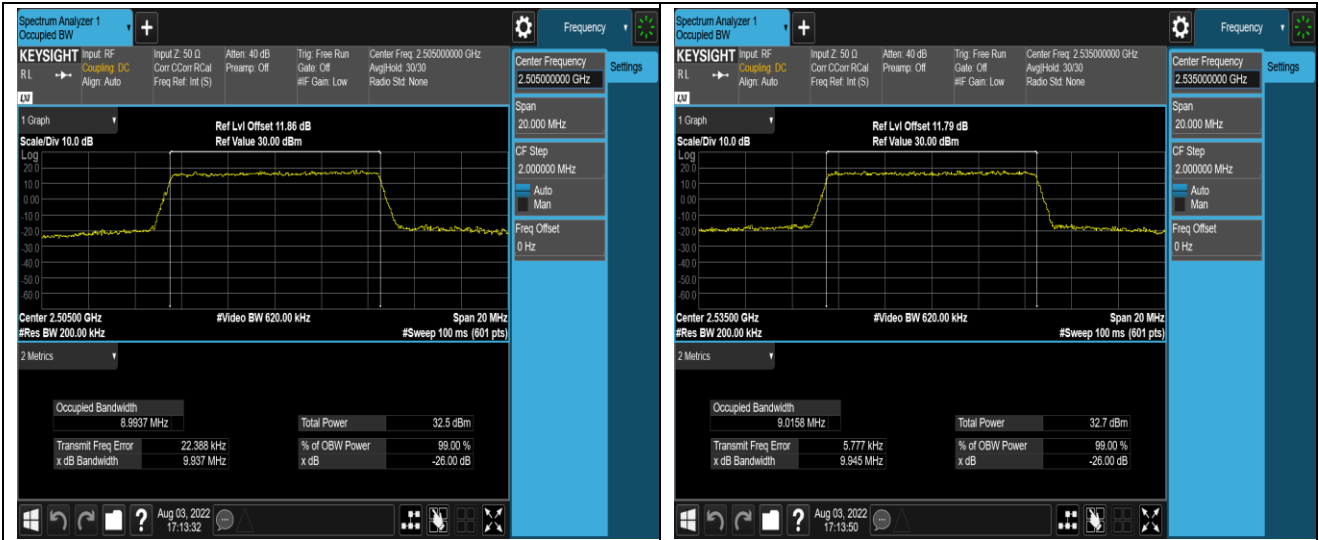 Spectrum Analyzer 1
Occupied BW
Frequency
KEYSIGHT
Input: RF
Coupling: DC
Align: Auto
Input Z: 50 Ω
Corr CCorr RCal
Freq Ref: Int (S)
Atten: 40 dB
Preamp: Off
Trig: Free Run
Gate: Off
#IF Gain: Low
Center Freq: 2.505000000 GHz
Avg|Hold: 30/30
Radio Std: None
RL
LXI
Center Frequency
2.505000000 GHz
Settings
Span
20.000 MHz
CF Step
2.000000 MHz
Auto
Man
Freq Offset
0 Hz
1 Graph
Scale/Div 10.0 dB
Ref Lvl Offset 11.86 dB
Ref Value 30.00 dBm
Log
20.0
10.0
0.00
-10.0
-20.0
-30.0
-40.0
-50.0
-60.0
Center 2.50500 GHz
#Video BW 620.00 kHz
Span 20 MHz
#Res BW 200.00 kHz
#Sweep 100 ms (601 pts)
2 Metrics
Occupied Bandwidth
8.9937 MHz
Total Power 32.5 dBm
Transmit Freq Error 22.388 kHz
% of OBW Power 99.00 %
x dB Bandwidth 9.937 MHz
x dB -26.00 dB
?
Aug 03, 2022
17:13:32
Spectrum Analyzer 1
Occupied BW
Frequency
KEYSIGHT
Input: RF
Coupling: DC
Align: Auto
Input Z: 50 Ω
Corr CCorr RCal
Freq Ref: Int (S)
Atten: 40 dB
Preamp: Off
Trig: Free Run
Gate: Off
#IF Gain: Low
Center Freq: 2.535000000 GHz
Avg|Hold: 30/30
Radio Std: None
RL
LXI
Center Frequency
2.535000000 GHz
Settings
Span
20.000 MHz
CF Step
2.000000 MHz
Auto
Man
Freq Offset
0 Hz
1 Graph
Scale/Div 10.0 dB
Ref Lvl Offset 11.79 dB
Ref Value 30.00 dBm
Log
20.0
10.0
0.00
-10.0
-20.0
-30.0
-40.0
-50.0
-60.0
Center 2.53500 GHz
#Video BW 620.00 kHz
Span 20 MHz
#Res BW 200.00 kHz
#Sweep 100 ms (601 pts)
2 Metrics
Occupied Bandwidth
9.0158 MHz
Total Power 32.7 dBm
Transmit Freq Error 5.777 kHz
% of OBW Power 99.00 %
x dB Bandwidth 9.945 MHz
x dB -26.00 dB
?
Aug 03, 2022
17:13:50